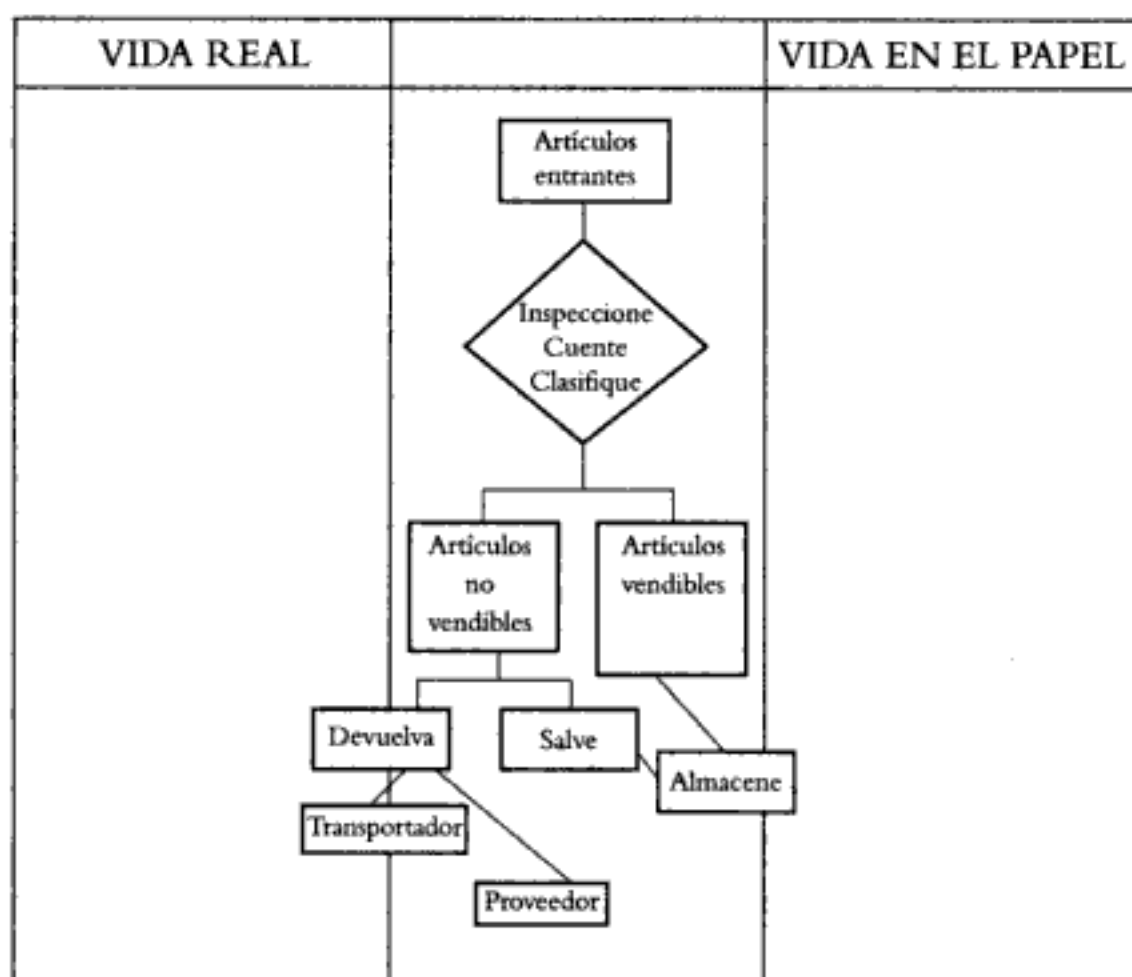 VIDA REAL
VIDA EN EL PAPEL
Artículos
entrantes
Inspeccione
Cuente
Clasifique
Artículos
no
vendibles
Artículos
vendibles
Devuelva
Salve
Almacene
Transportador
Proveedor